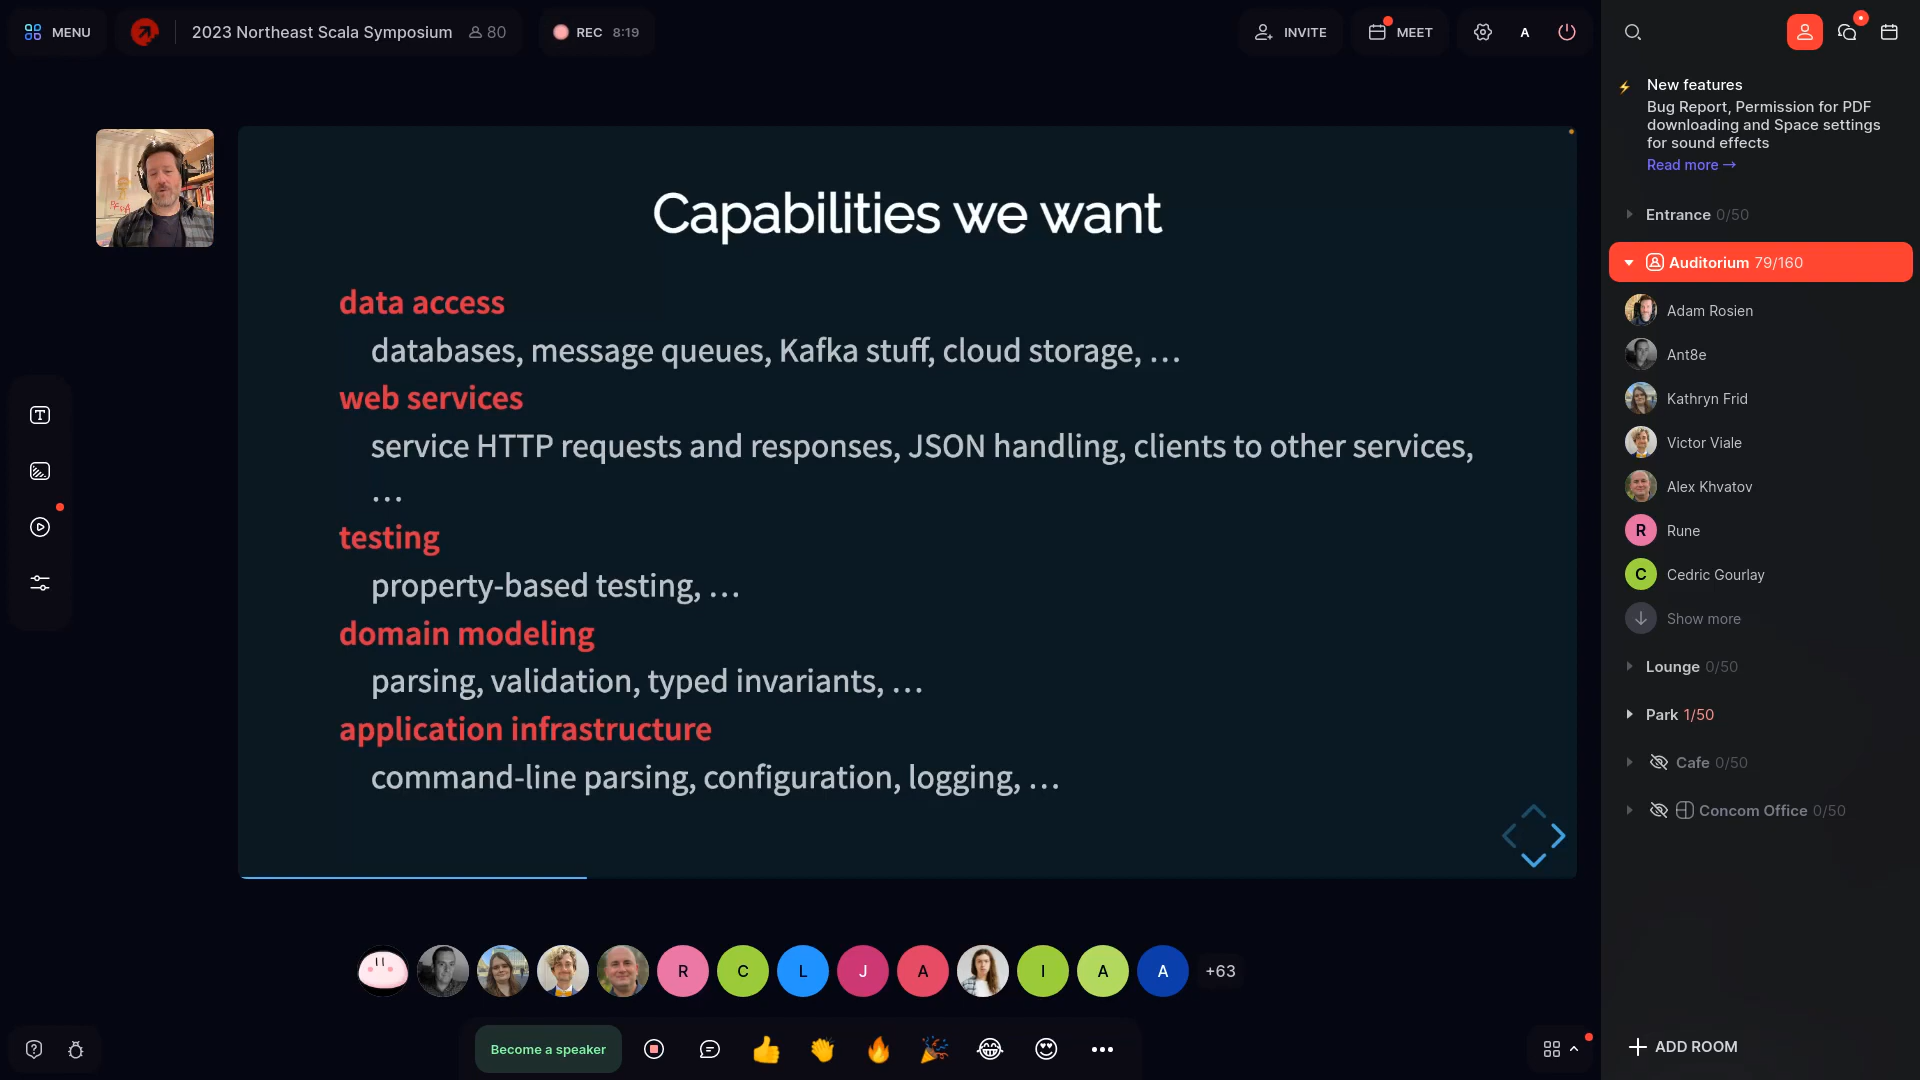 MENU
2023 Northeast Scala Symposium
80
REC 8:19
INVITE
MEET
A
New features
Bug Report, Permission for PDF
downloading and Space settings
for sound effects
Read more →
Capabilities we want
data access
databases, message queues, Kafka stuff, cloud storage, …
web services
service HTTP requests and responses, JSON handling, clients to other services,
…
testing
property-based testing, …
domain modeling
parsing, validation, typed invariants, …
application infrastructure
command-line parsing, configuration, logging, …
Entrance 0/50
Auditorium 79/160
Adam Rosien
Ant8e
Kathryn Frid
Victor Viale
Alex Khvatov
R Rune
C Cedric Gourlay
Show more
Lounge 0/50
Park 1/50
Cafe 0/50
Concom Office 0/50
R C L J A I A A +63
Become a speaker
ADD ROOM